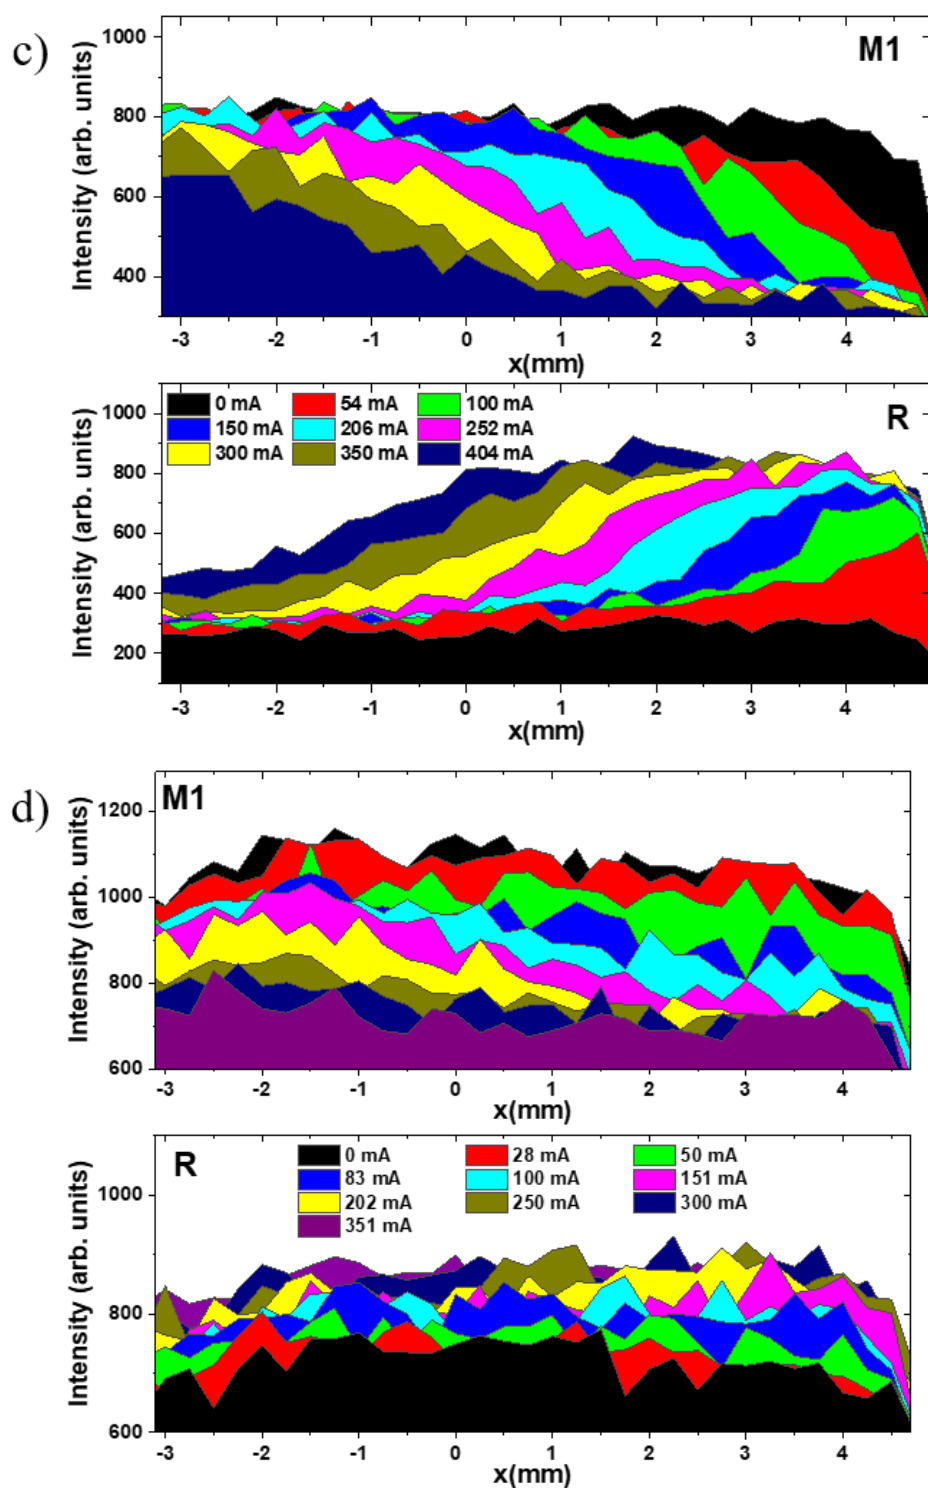 c)
M1
Intensity (arb. units)
1000
800
600
400
-3 -2 -1 0 1 2 3 4
x(mm)
R
0 mA 54 mA 100 mA
150 mA 206 mA 252 mA
300 mA 350 mA 404 mA
Intensity (arb. units)
1000
800
600
400
200
-3 -2 -1 0 1 2 3 4
x(mm)
d)
M1
Intensity (arb. units)
1200
1000
800
600
-3 -2 -1 0 1 2 3 4
x(mm)
R
0 mA 28 mA 50 mA
83 mA 100 mA 151 mA
202 mA 250 mA 300 mA
351 mA
Intensity (arb. units)
1000
800
600
-3 -2 -1 0 1 2 3 4
x(mm)